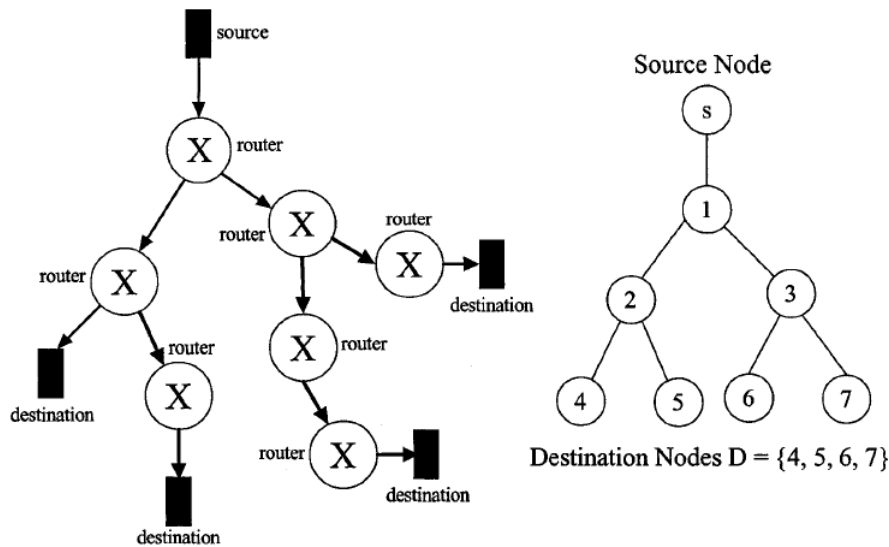 source
X
router
X
router
router
X
router
X
destination
X
router
router
X
destination
router
X
destination
destination
Source Node
s
1
2
3
4
5
6
7
Destination Nodes D = {4, 5, 6, 7}